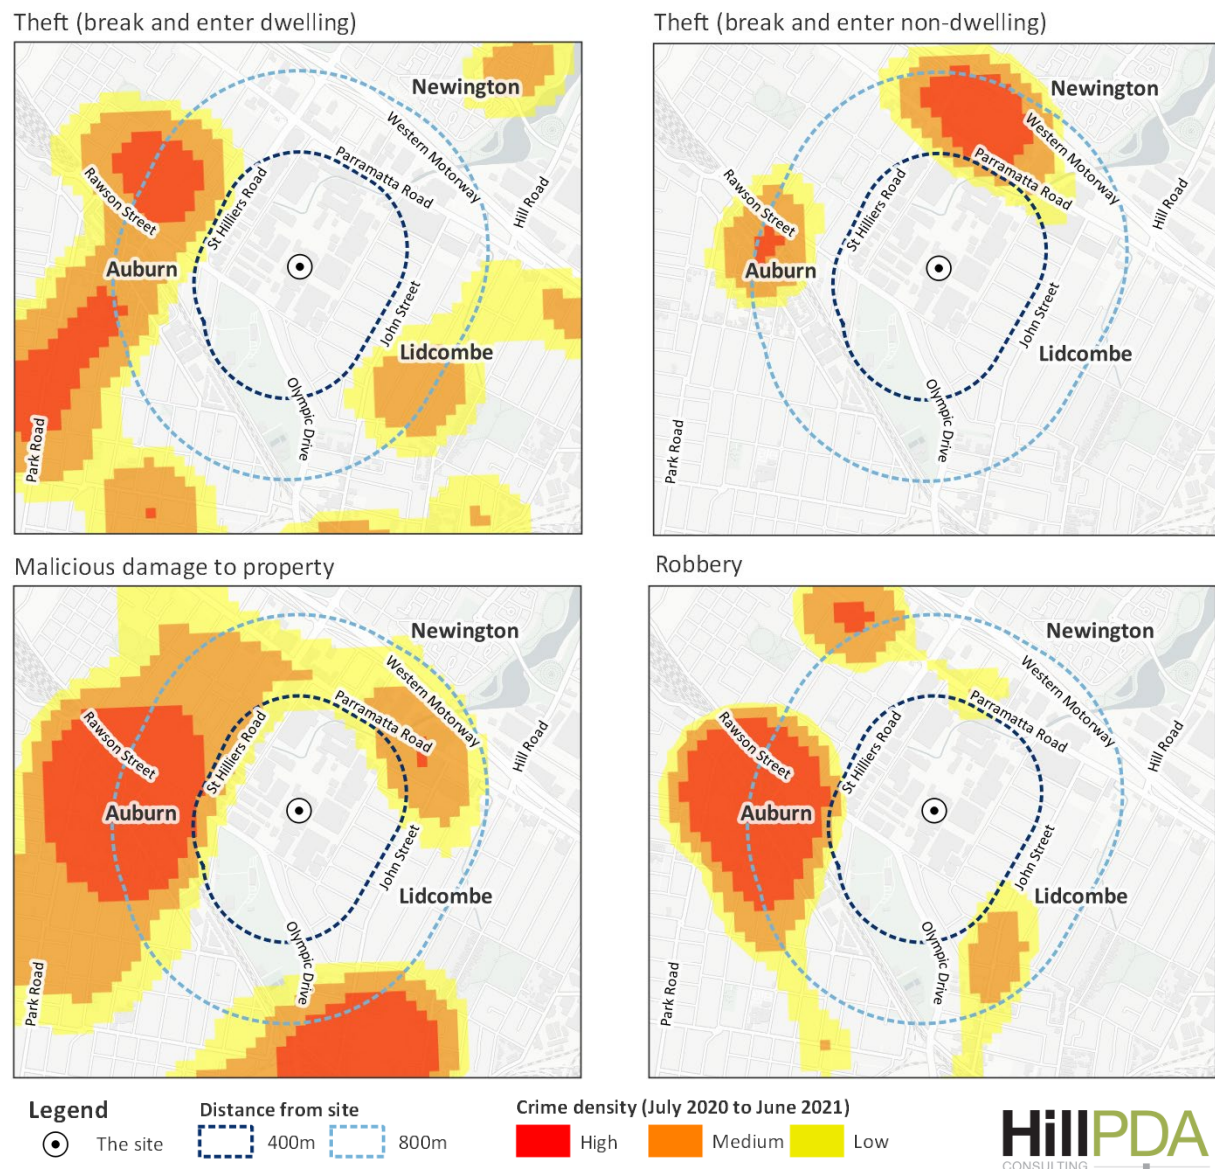 Theft (break and enter dwelling)
Newington
Western Motorway
Parramatta Road
Hill Road
Rawson Street
St Hilliers Road
Auburn
John Street
Lidcombe
Olympic Drive
Park Road
Theft (break and enter non-dwelling)
Newington
Western Motorway
Parramatta Road
Hill Road
Rawson Street
St Hilliers Road
Auburn
John Street
Lidcombe
Olympic Drive
Park Road
Malicious damage to property
Newington
Western Motorway
Parramatta Road
Hill Road
Rawson Street
St Hilliers Road
Auburn
John Street
Lidcombe
Olympic Drive
Park Road
Robbery
Newington
Western Motorway
Parramatta Road
Hill Road
Rawson Street
St Hilliers Road
Auburn
John Street
Lidcombe
Olympic Drive
Park Road
Legend
The site
Distance from site
400m
800m
Crime density (July 2020 to June 2021)
High
Medium
Low
HillPDA
CONSULTING